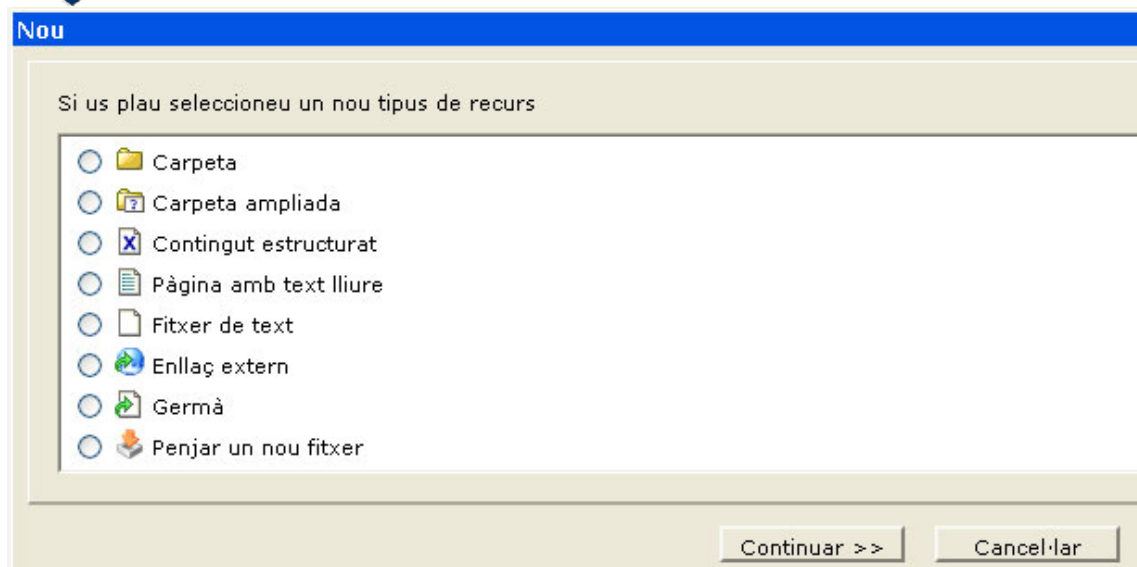 Nou
Si us plau seleccioneu un nou tipus de recurs
Carpeta
Carpeta ampliada
Contingut estructurat
Pàgina amb text lliure
Fitxer de text
Enllaç extern
Germà
Penjar un nou fitxer
Continuar >> Cancel·lar